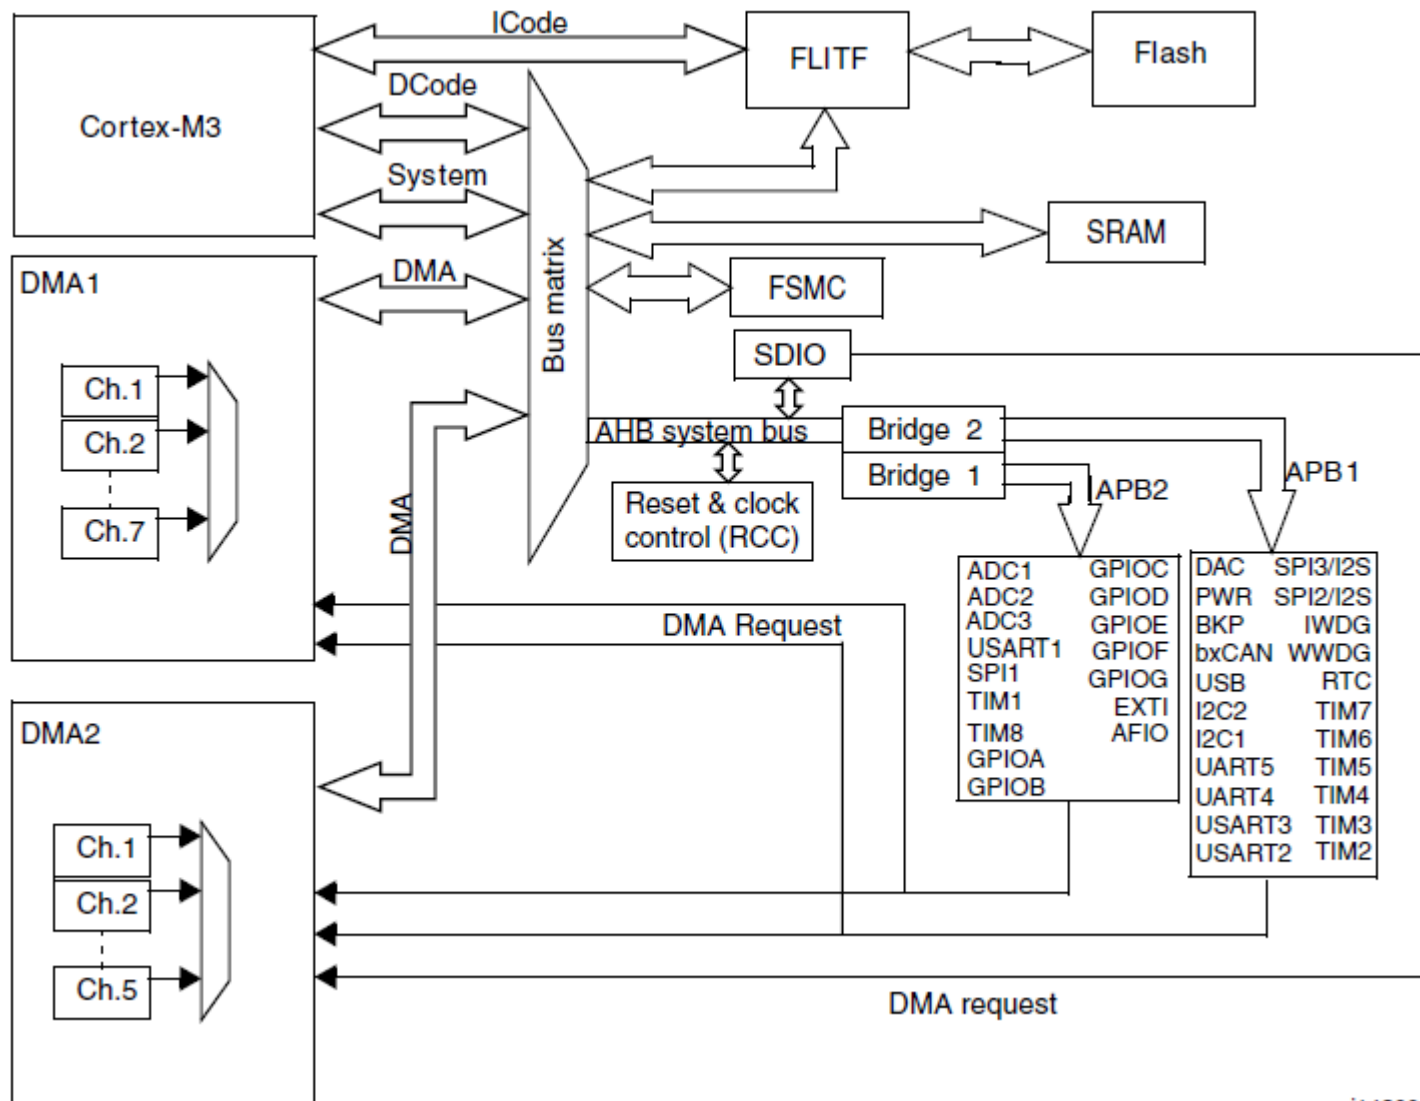 ICode
FLITF
Flash
Cortex-M3
DCode
System
SRAM
DMA1
DMA
Bus matrix
FSMC
SDIO
Ch.1
Ch.2
Ch.7
AHB system bus
Bridge 2
Bridge 1
APB1
APB2
Reset & clock
control (RCC)
DMA
ADC1 GPIOC
ADC2 GPIOD
ADC3 GPIOE
USART1 GPIOF
SPI1 GPIOG
TIM1 EXTI
TIM8 AFIO
GPIOA
GPIOB
DAC SPI3/I2S
PWR SPI2/I2S
BKP IWDG
bxCAN WWDG
USB RTC
I2C2 TIM7
I2C1 TIM6
UART5 TIM5
UART4 TIM4
USART3 TIM3
USART2 TIM2
DMA Request
DMA2
Ch.1
Ch.2
Ch.5
DMA request